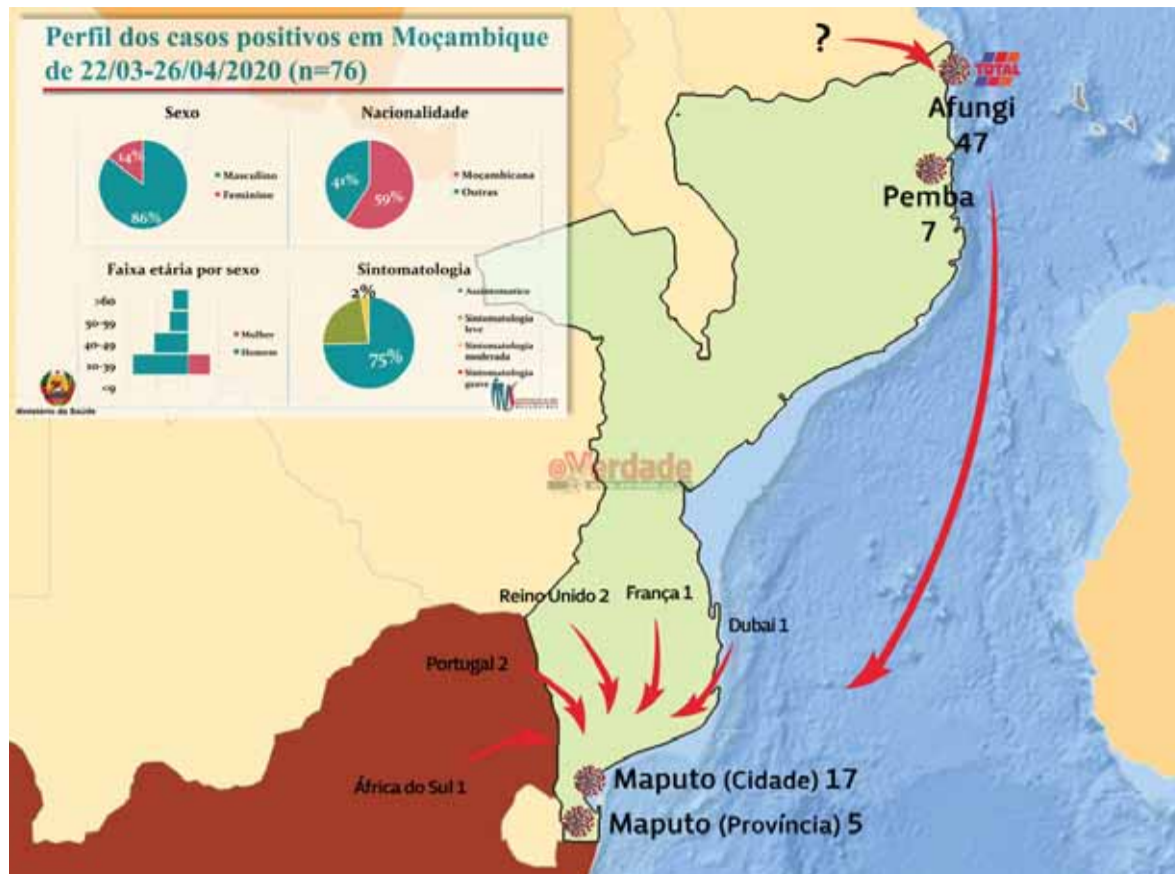 Perfil dos casos positivos em Moçambique
de 22/03-26/04/2020 (n=76)
Sexo
14%
86%
Masculino
Feminino
Nacionalidade
41%
59%
Moçambicana
Outras
Faixa etária por sexo
>60
50-59
40-49
20-39
<9
Mulher
Homem
Sintomatologia
2%
75%
Assintomatico
Sintomatologia
leve
Sintomatologia
moderada
Sintomatologia
grave
Ministério da Saúde
?
TOTAL
Afungi
47
Pemba
7
@Verdade
Reino Unido 2
França 1
Dubai 1
Portugal 2
África do Sul 1
Maputo (Cidade) 17
Maputo (Província) 5